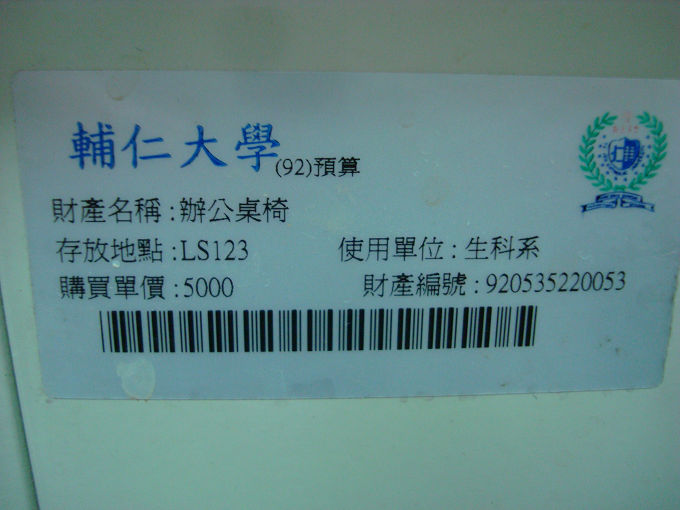 輔仁大學(92)預算
財產名稱:辦公桌椅
存放地點:LS123 使用單位:生科系
購買單價:5000 財產編號:920535220053